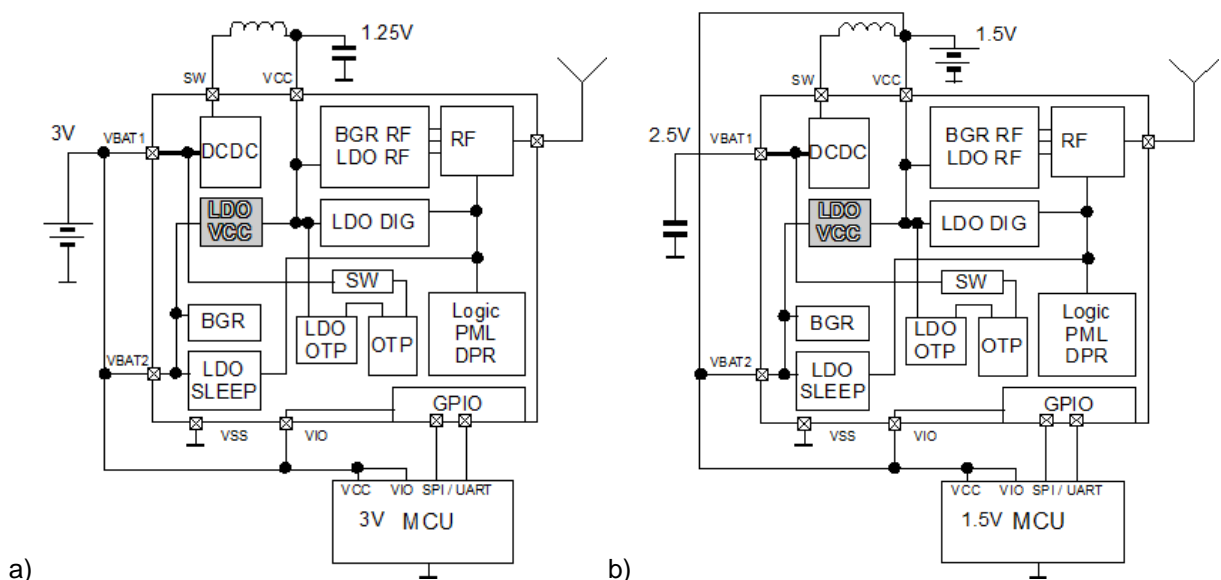 1.25V
SW
VCC
3V
VBAT1
DCDC
BGR RF
LDO RF
RF
LDO
VCC
LDO DIG
SW
BGR
LDO
OTP
OTP
Logic
PML
DPR
VBAT2
LDO
SLEEP
GPIO
VSS
VIO
VCC
VIO
SPI / UART
3V
MCU
a)
1.5V
SW
VCC
2.5V
VBAT1
DCDC
BGR RF
LDO RF
RF
LDO
VCC
LDO DIG
SW
BGR
LDO
OTP
OTP
Logic
PML
DPR
VBAT2
LDO
SLEEP
GPIO
VSS
VIO
VCC
VIO
SPI / UART
1.5V
MCU
b)